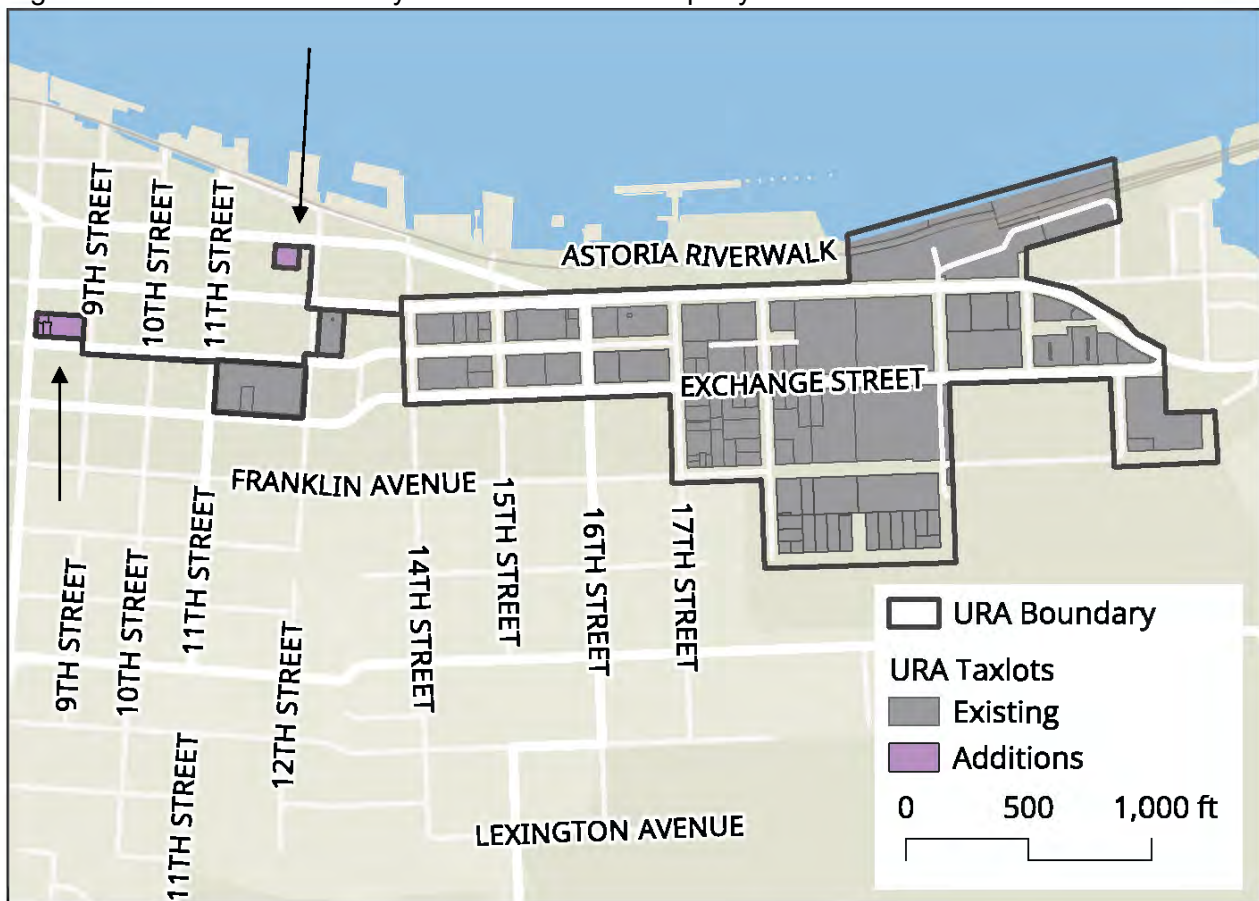 9TH STREET
10TH STREET
11TH STREET
ASTORIA RIVERWALK
EXCHANGE STREET
FRANKLIN AVENUE
9TH STREET
10TH STREET
11TH STREET
11TH STREET
12TH STREET
14TH STREET
15TH STREET
16TH STREET
17TH STREET
LEXINGTON AVENUE
URA Boundary
URA Taxlots
Existing
Additions
0 500 1,000 ft